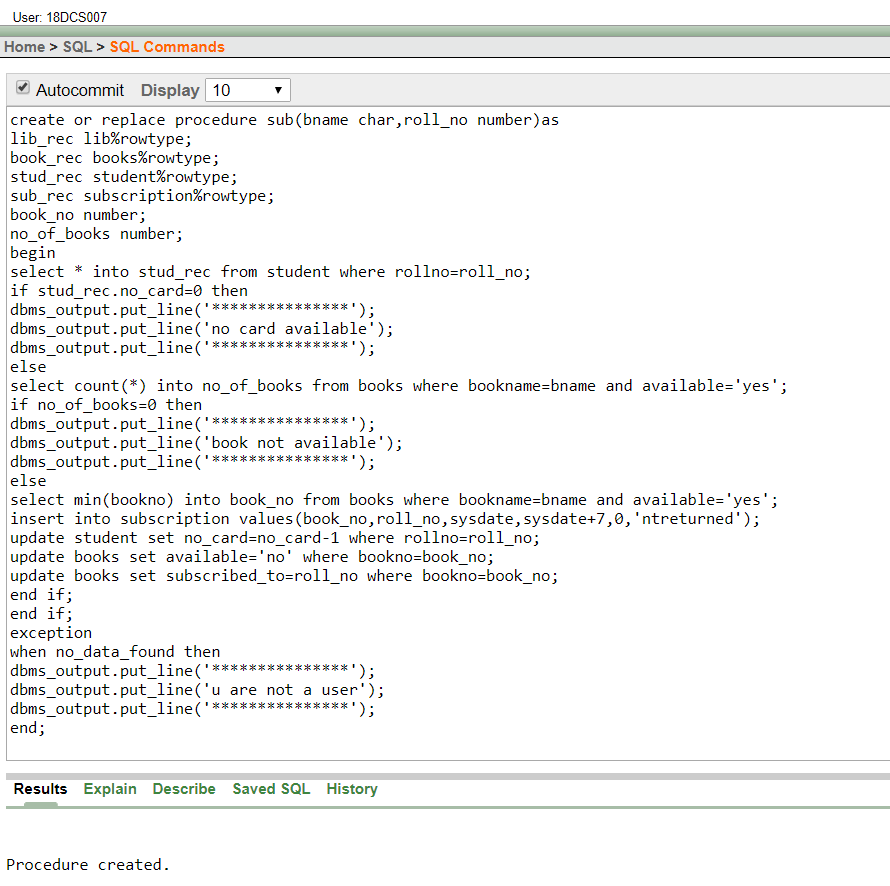 User: 18DCS007
Home > SQL > SQL Commands
Autocommit Display 10
create or replace procedure sub(bname char,roll_no number)as
lib_rec lib%rowtype;
book_rec books%rowtype;
stud_rec student%rowtype;
sub_rec subscription%rowtype;
book_no number;
no_of_books number;
begin
select * into stud_rec from student where rollno=roll_no;
if stud_rec.no_card=0 then
dbms_output.put_line('***************');
dbms_output.put_line('no card available');
dbms_output.put_line('***************');
else
select count(*) into no_of_books from books where bookname=bname and available='yes';
if no_of_books=0 then
dbms_output.put_line('***************');
dbms_output.put_line('book not available');
dbms_output.put_line('***************');
else
select min(bookno) into book_no from books where bookname=bname and available='yes';
insert into subscription values(book_no,roll_no,sysdate,sysdate+7,0,'ntreturned');
update student set no_card=no_card-1 where rollno=roll_no;
update books set available='no' where bookno=book_no;
update books set subscribed_to=roll_no where bookno=book_no;
end if;
end if;
exception
when no_data_found then
dbms_output.put_line('***************');
dbms_output.put_line('u are not a user');
dbms_output.put_line('***************');
end;
Results Explain Describe Saved SQL History
Procedure created.